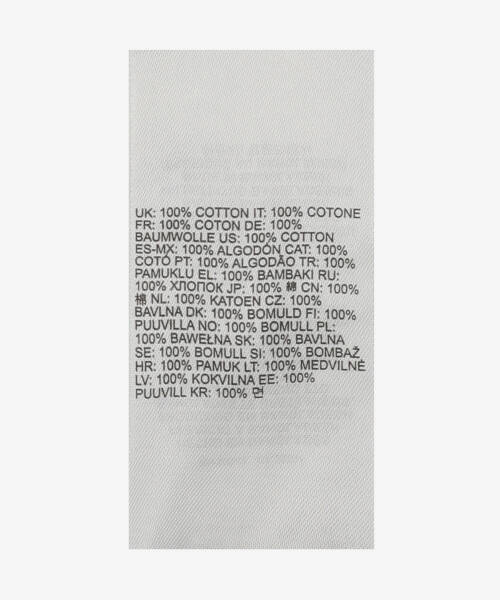 UK: 100% COTTON IT: 100% COTONE
FR: 100% COTON DE: 100%
BAUMWOLLE US: 100% COTTON
ES-MX: 100% ALGODÓN CAT: 100%
COTÓ PT: 100% ALGODÃO TR: 100%
PAMUKLU EL: 100% BAMBAKI RU:
100% ХЛОПОК JP: 100% 綿 CN: 100%
棉 NL: 100% KATOEN CZ: 100%
BAVLNA DK: 100% BOMULD FI: 100%
PUUVILLA NO: 100% BOMULL PL:
100% BAWEŁNA SK: 100% BAVLNA
SE: 100% BOMULL SI: 100% BOMBAŽ
HR: 100% PAMUK LT: 100% MEDVILNĖ
LV: 100% KOKVILNA EE: 100%
PUUVILL KR: 100% 면